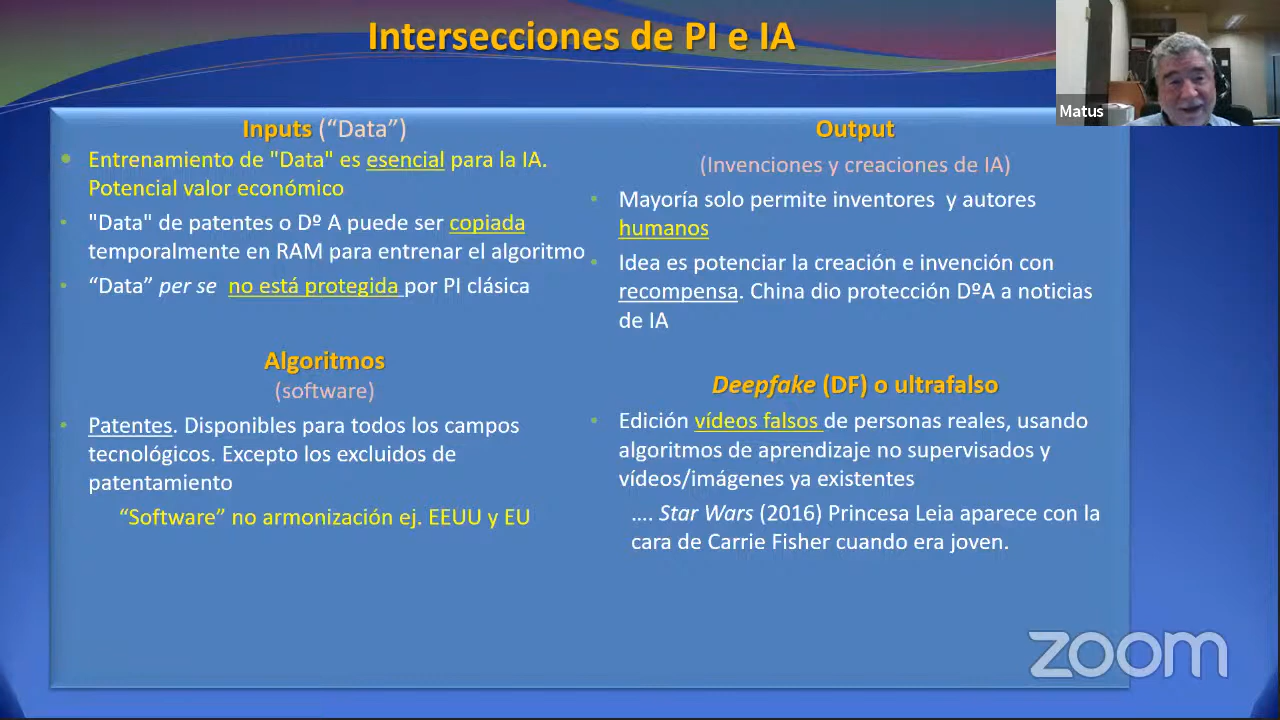 Intersecciones de PI e IA
Matus
Inputs (“Data”)
• Entrenamiento de "Data" es esencial para la IA.
Potencial valor económico
• "Data" de patentes o Dº A puede ser copiada
temporalmente en RAM para entrenar el algoritmo
• “Data” per se no está protegida por PI clásica
Algoritmos
(software)
• Patentes. Disponibles para todos los campos
tecnológicos. Excepto los excluidos de
patentamiento
“Software” no armonización ej. EEUU y EU
Output
(Invenciones y creaciones de IA)
• Mayoría solo permite inventores y autores
humanos
• Idea es potenciar la creación e invención con
recompensa. China dio protección DºA a noticias
de IA
Deepfake (DF) o ultrafalso
• Edición vídeos falsos de personas reales, usando
algoritmos de aprendizaje no supervisados y
vídeos/imágenes ya existentes
…. Star Wars (2016) Princesa Leia aparece con la
cara de Carrie Fisher cuando era joven.
zoom